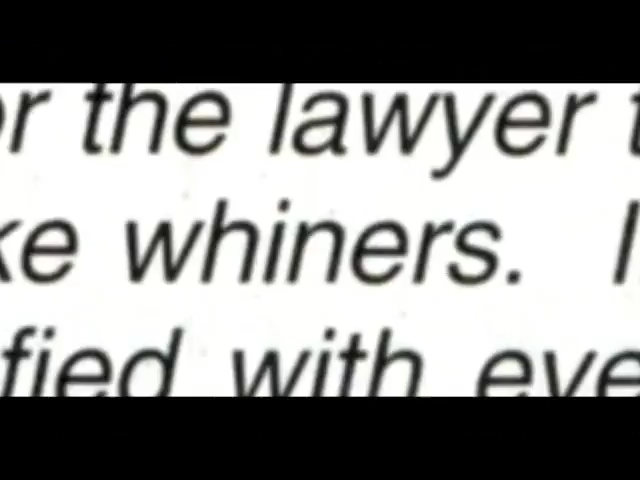 or the lawyer t
ke whiners. I
fied with eve